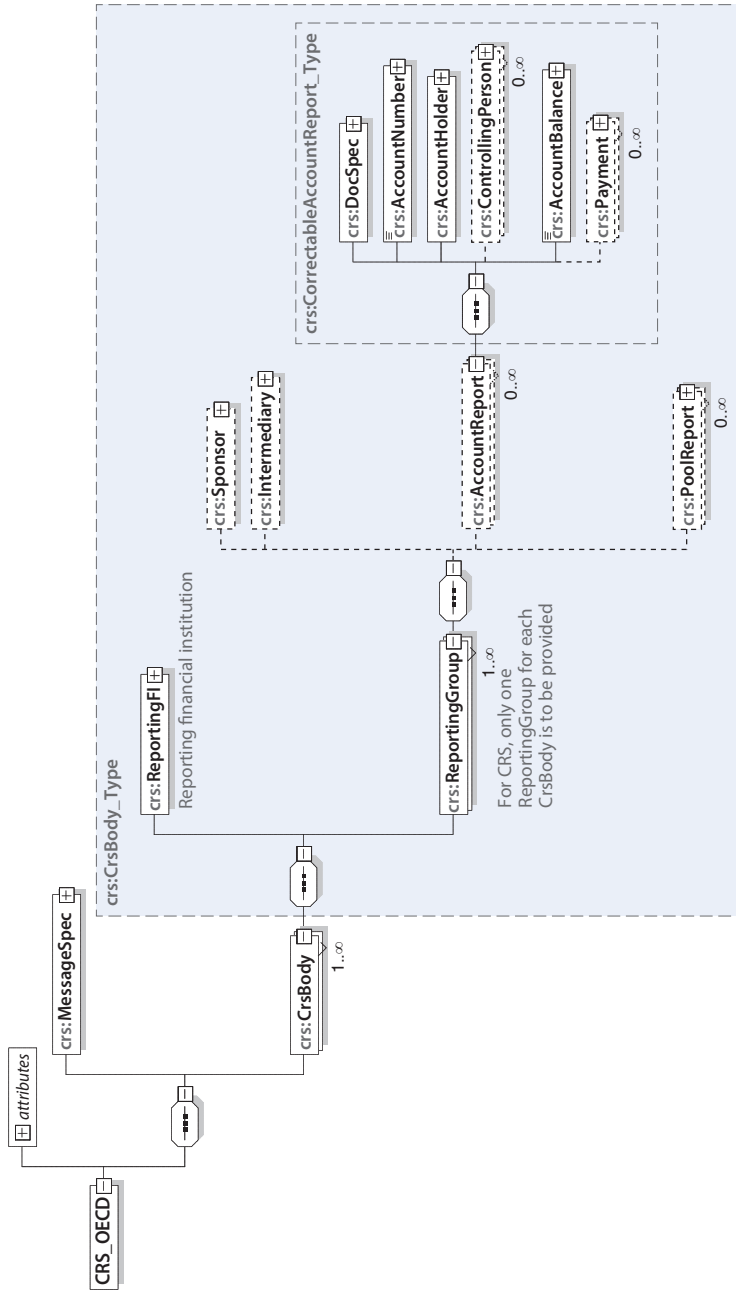 CRS_OECD
attributes
crs:MessageSpec
crs:CrsBody
1..∞
crs:CrsBody_Type
crs:ReportingFI
Reporting financial institution
crs:ReportingGroup
1..∞
For CRS, only one
ReportingGroup for each
CrsBody is to be provided
crs:Sponsor
crs:Intermediary
crs:AccountReport
0..∞
crs:PoolReport
0..∞
crs:CorrectableAccountReport_Type
crs:DocSpec
crs:AccountNumber
crs:AccountHolder
crs:ControllingPerson
0..∞
crs:AccountBalance
crs:Payment
0..∞